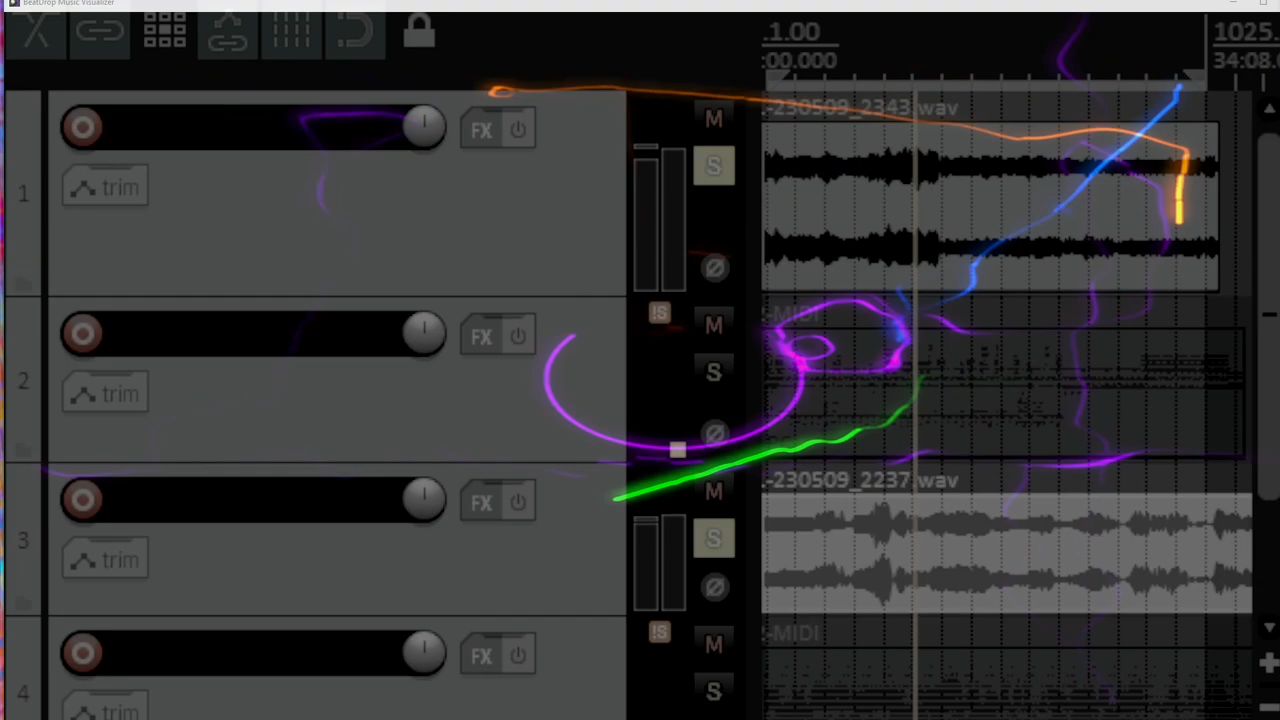 BeatDrop Music Visualizer
.1.00
1025.
:00.000
34:08.
-230509_2343.wav
M
FX
S
trim
1
!S
-MIDI
M
FX
S
trim
2
-230509_2237.wav
M
FX
S
trim
3
!S
:-MIDI
M
FX
S
4
trim